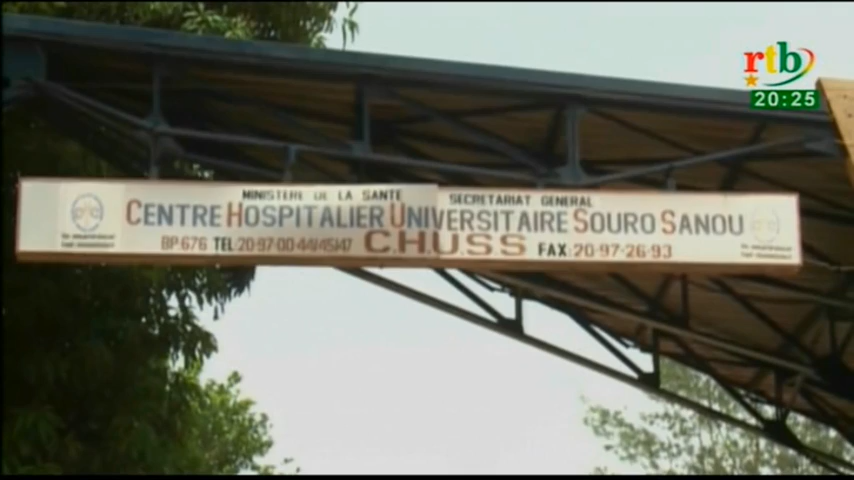 rtb
20:25
MINISTERE DE LA SANTE SECRETARIAT GENERAL
CENTRE HOSPITALIER UNIVERSITAIRE SOURO SANOU
BP.676 TEL:20-97-00-44/45/47 C.H.U.S.S FAX:20-97-26-93